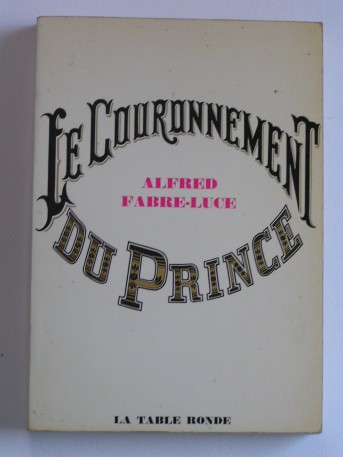 LE COURONNEMENT
ALFRED
FABRE-LUCE
DU PRINCE
LA TABLE RONDE